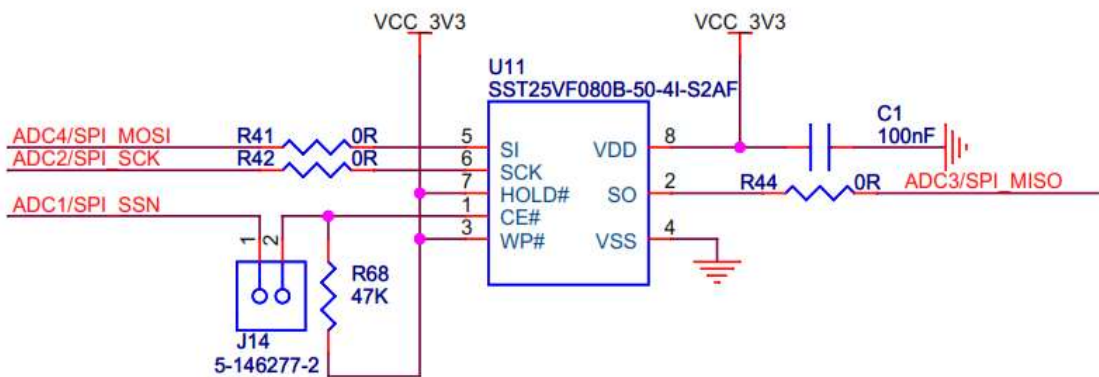 VCC_3V3
VCC_3V3
U11
SST25VF080B-50-4I-S2AF
C1
100nF
ADC4/SPI_MOSI
R41
0R
5
SI
VDD
8
ADC2/SPI_SCK
R42
0R
6
SCK
7
HOLD#
SO
2
R44
0R
ADC3/SPI_MISO
ADC1/SPI_SSN
1
CE#
3
WP#
VSS
4
1
2
R68
47K
J14
5-146277-2